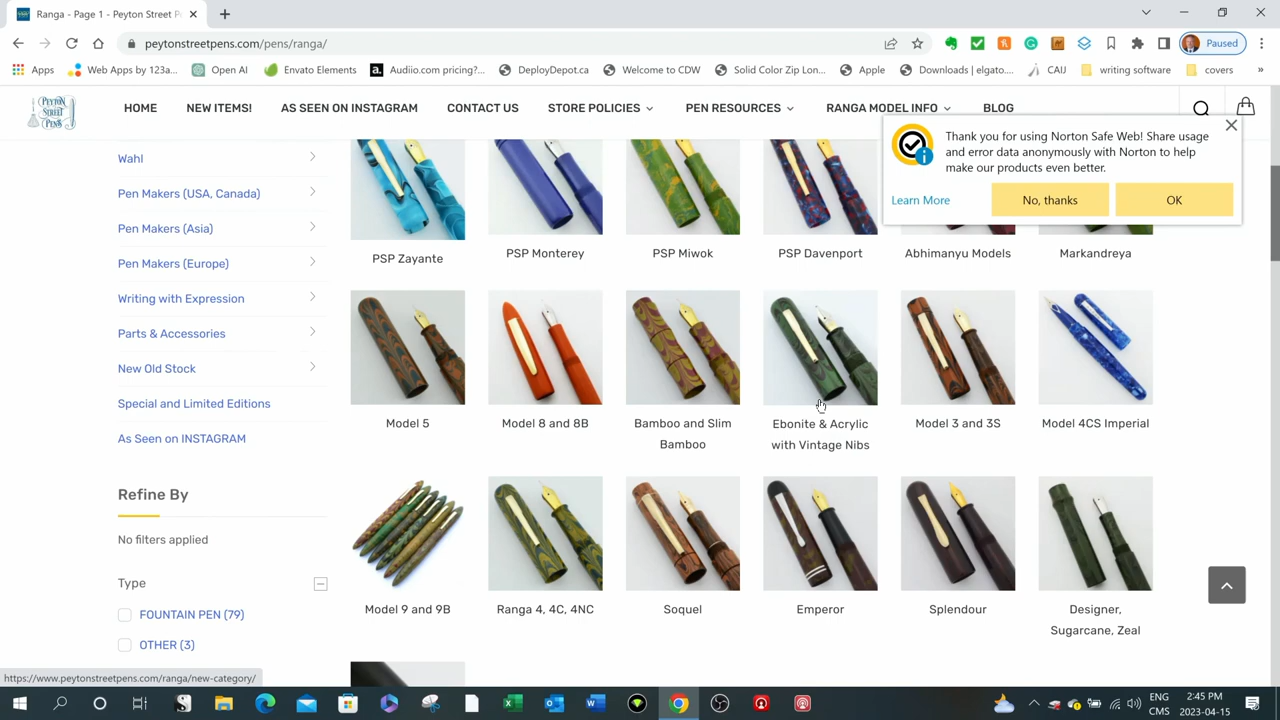 Ranga - Page 1 - Peyton Street P
peytonstreetpens.com/pens/ranga/
Paused
Apps
Web Apps by 123a...
Open AI
Envato Elements
Audiio.com pricing?...
DeployDepot.ca
Welcome to CDW
Solid Color Zip Lon...
Apple
Downloads | elgato....
CAIJ
writing software
covers
PEYTON STREET PENS
HOME
NEW ITEMS!
AS SEEN ON INSTAGRAM
CONTACT US
STORE POLICIES
PEN RESOURCES
RANGA MODEL INFO
BLOG
Thank you for using Norton Safe Web! Share usage
and error data anonymously with Norton to help
make our products even better.
Learn More
No, thanks
OK
Wahl
Pen Makers (USA, Canada)
Pen Makers (Asia)
Pen Makers (Europe)
Writing with Expression
Parts & Accessories
New Old Stock
Special and Limited Editions
As Seen on INSTAGRAM
Refine By
No filters applied
Type
FOUNTAIN PEN (79)
OTHER (3)
PSP Zayante
PSP Monterey
PSP Miwok
PSP Davenport
Abhimanyu Models
Markandreya
Model 5
Model 8 and 8B
Bamboo and Slim
Bamboo
Ebonite & Acrylic
with Vintage Nibs
Model 3 and 3S
Model 4CS Imperial
Model 9 and 9B
Ranga 4, 4C, 4NC
Soquel
Emperor
Splendour
Designer,
Sugarcane, Zeal
https://www.peytonstreetpens.com/ranga/new-category/
ENG
CMS
2:45 PM
2023-04-15